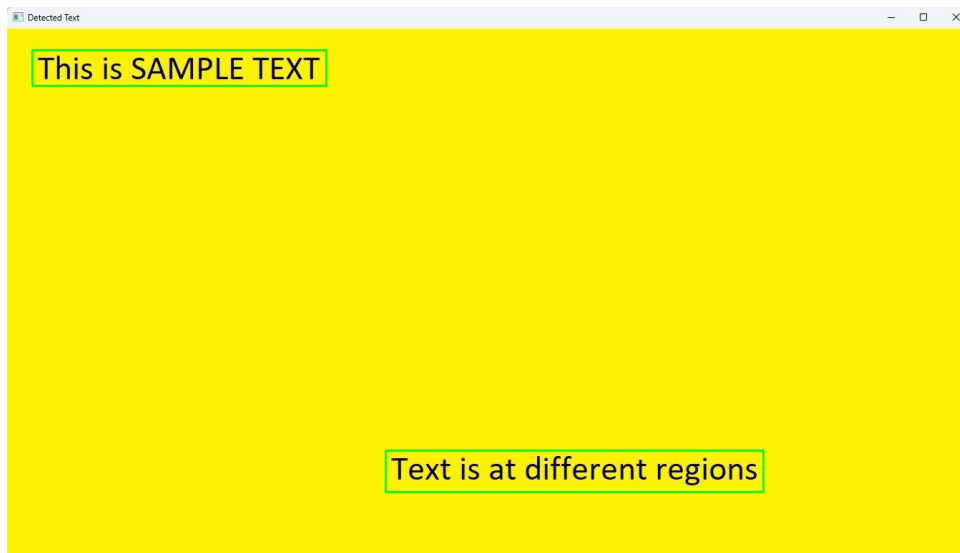 Detected Text
This is SAMPLE TEXT
Text is at different regions